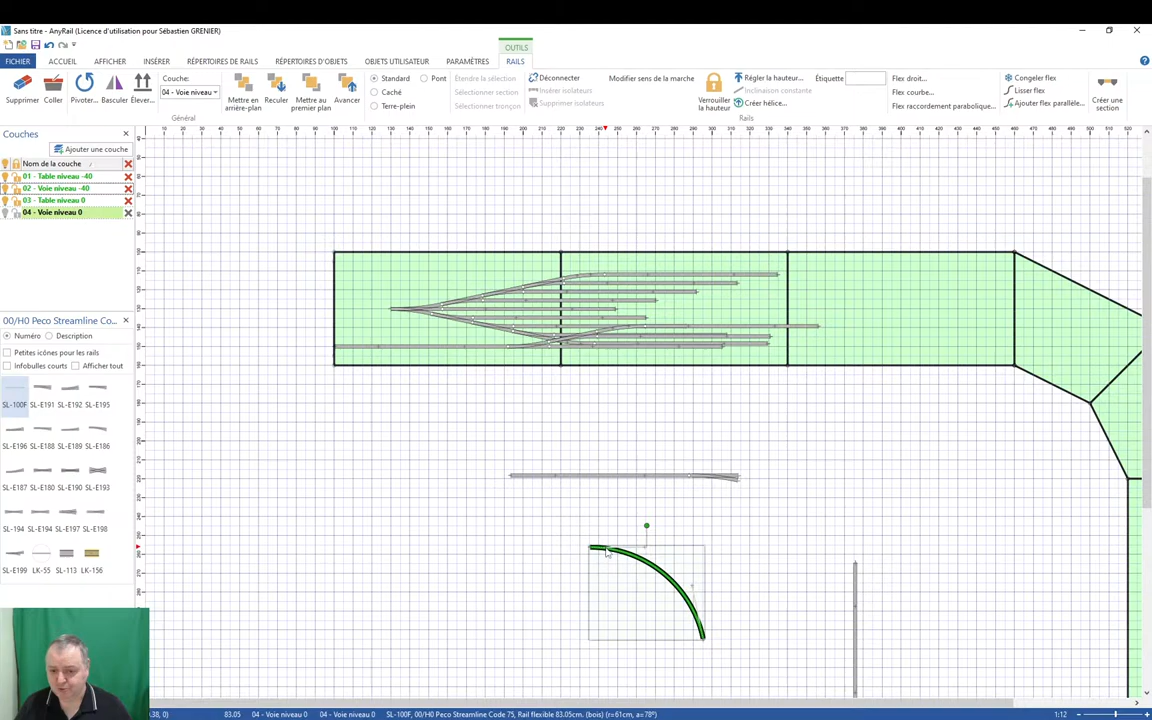 Sans titre - AnyRail (Licence d'utilisation pour Sébastien GRENIER)
OUTILS
FICHIER ACCUEIL AFFICHER INSÉRER RÉPERTOIRES DE RAILS RÉPERTOIRES D'OBJETS OBJETS UTILISATEUR PARAMÈTRES RAILS
Supprimer Coller Pivoter... Basculer Élever...
Couche:
04 - Voie niveau
Mettre en arrière-plan Reculer Mettre au premier plan Avancer
Général
Standard Pont
Caché
Terre-plein
Étendre la sélection
Sélectionner section
Sélectionner tronçon
Déconnecter
Insérer isolateurs
Supprimer isolateurs
Modifier sens de la marche
Verrouiller la hauteur
Régler la hauteur...
Inclinaison constante
Créer hélice...
Étiquette
Rails
Flex droit...
Flex courbe...
Flex raccordement parabolique...
Congeler flex
Lisser flex
Ajouter flex parallèle...
Créer une section
Couches
Ajouter une couche
Nom de la couche
01 - Table niveau -40
02 - Voie niveau -40
03 - Table niveau 0
04 - Voie niveau 0
00/H0 Peco Streamline Co...
Numéro Description
Petites icônes pour les rails
Infobulles courts Afficher tout
SL-100F SL-E191 SL-E192 SL-E195
SL-E196 SL-E188 SL-E189 SL-E186
SL-E187 SL-E180 SL-E190 SL-E193
SL-194 SL-E194 SL-E197 SL-E198
SL-E199 LK-55 SL-113 LK-156
.38, 0) 83.05 04 - Voie niveau 0 04 - Voie niveau 0 SL-100F, 00/H0 Peco Streamline Code 75, Rail flexible 83.05cm. (bois) (r=61cm, a=78°) 1:12